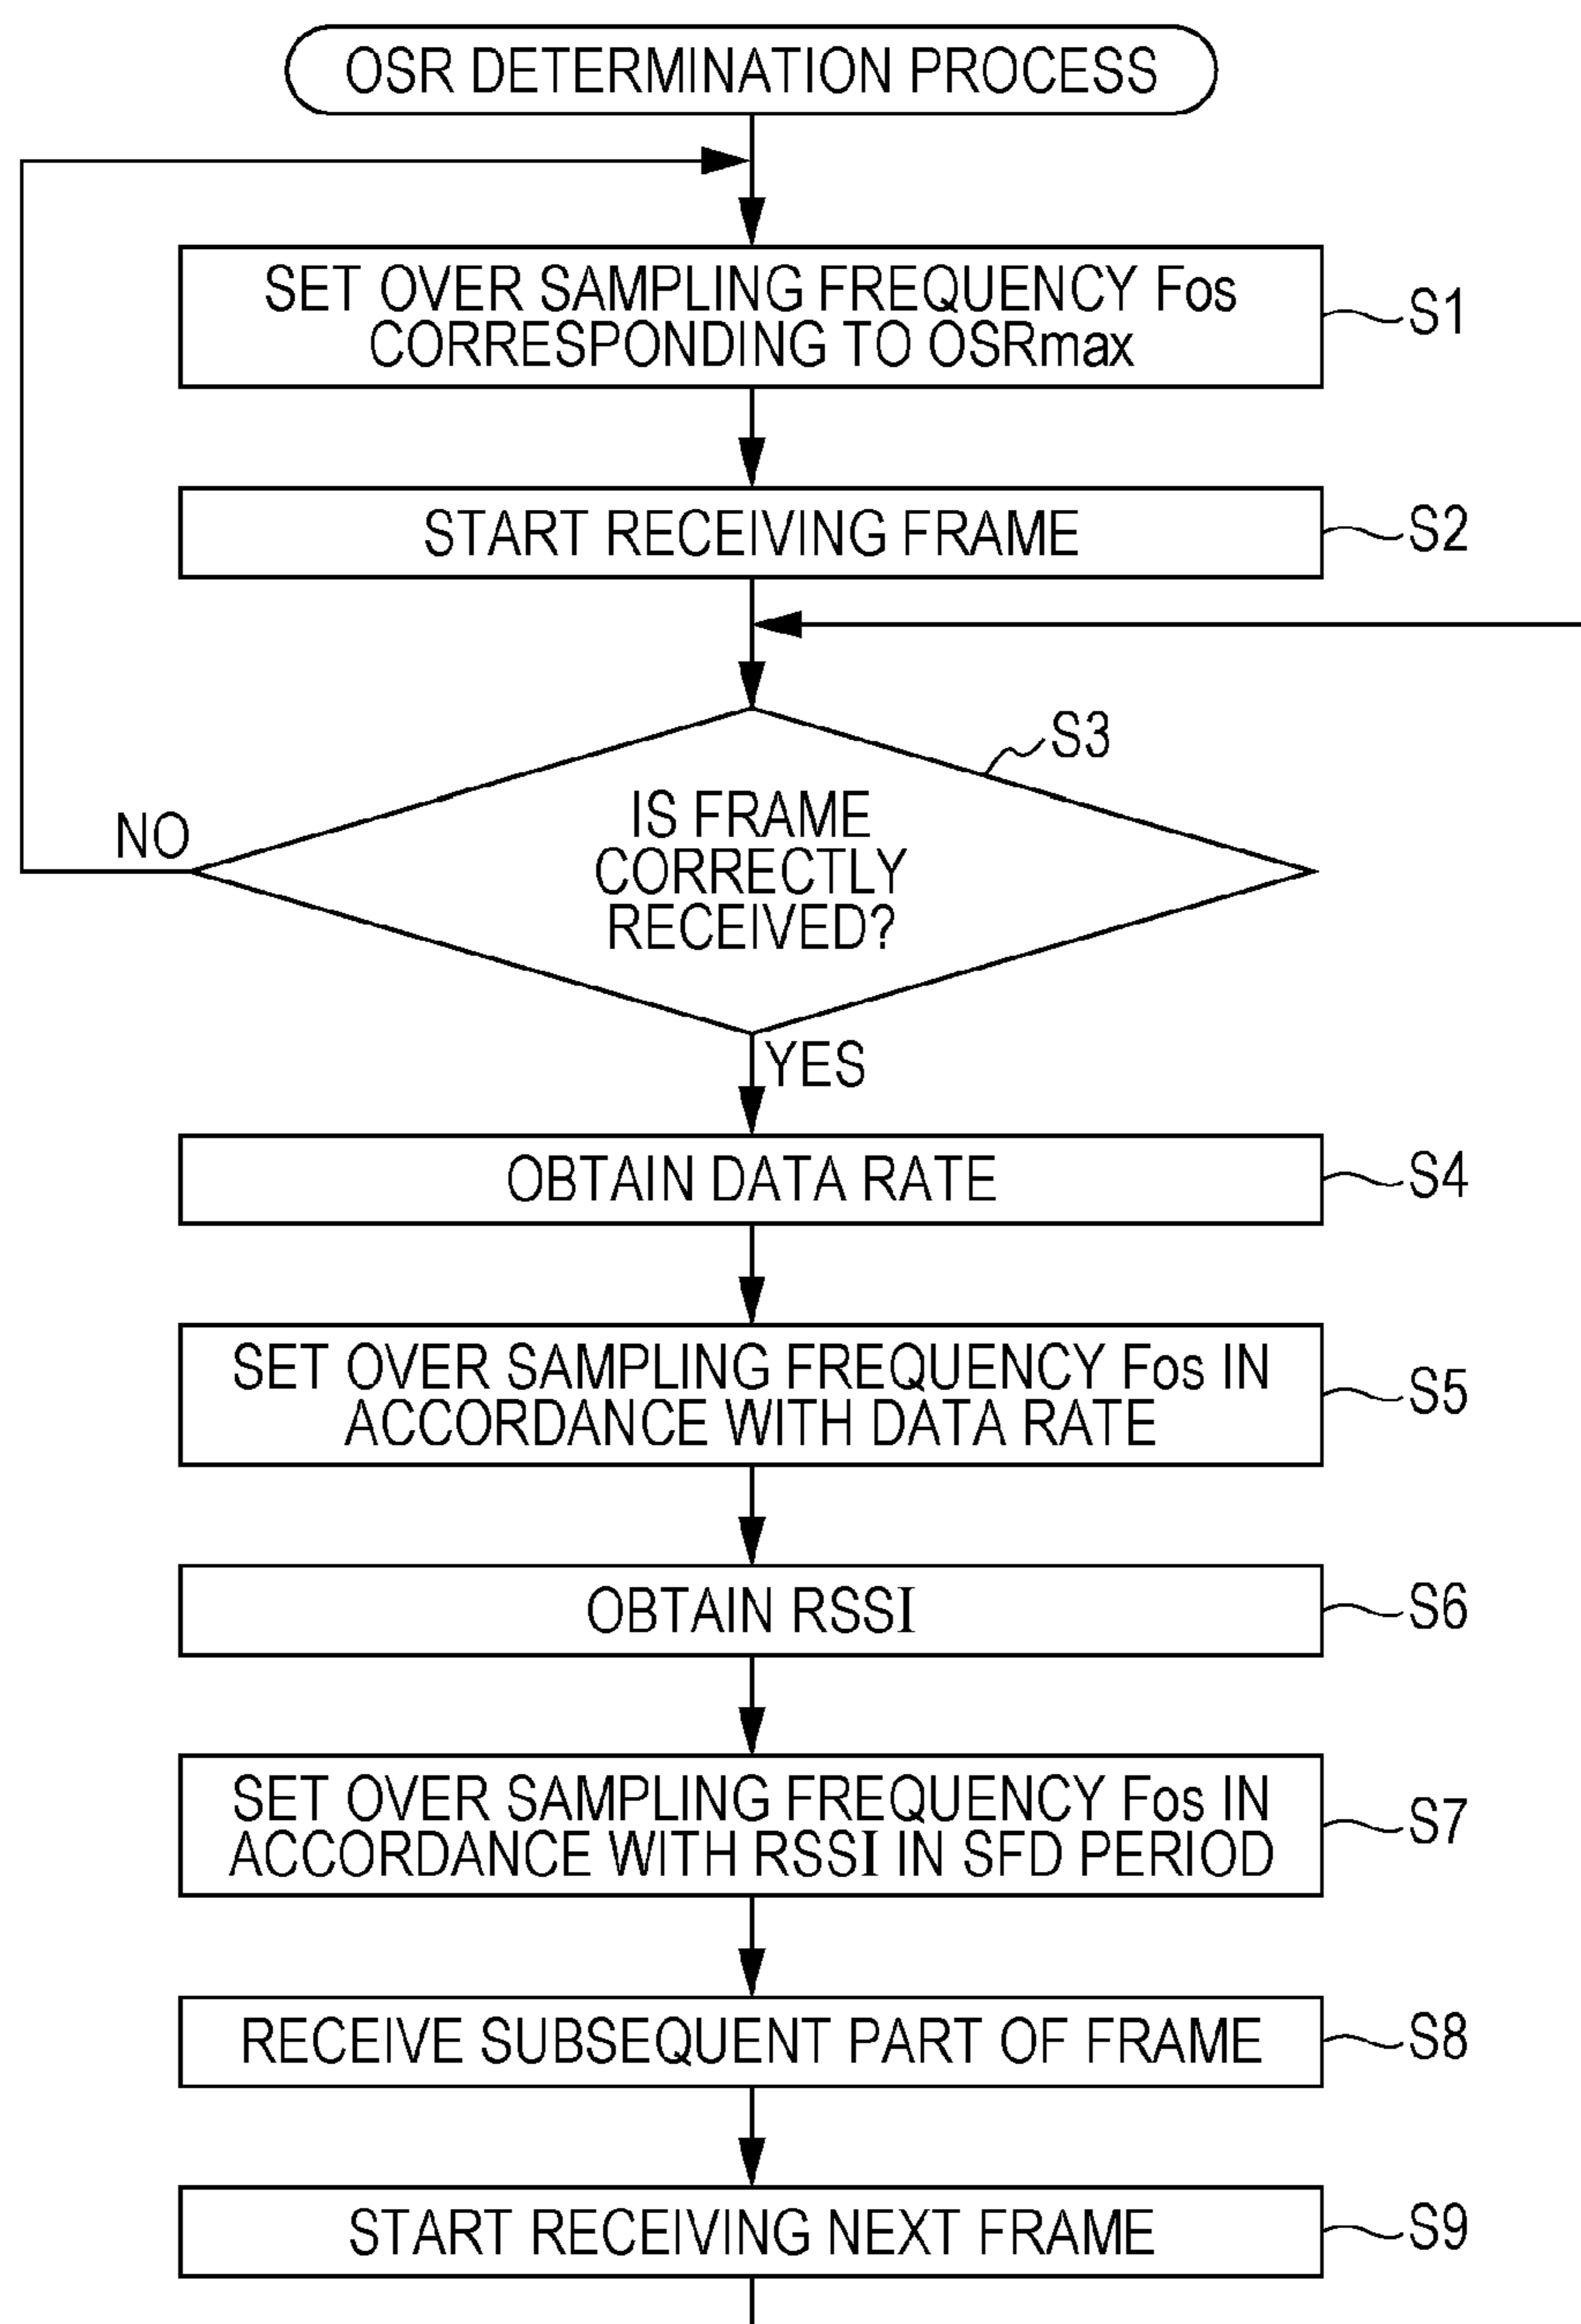 OSR DETERMINATION PROCESS
SET OVER SAMPLING FREQUENCY Fos
CORRESPONDING TO OSRmax
S1
START RECEIVING FRAME
S2
S3
IS FRAME
CORRECTLY
RECEIVED?
NO
YES
OBTAIN DATA RATE
S4
SET OVER SAMPLING FREQUENCY Fos IN
ACCORDANCE WITH DATA RATE
S5
OBTAIN RSSI
S6
SET OVER SAMPLING FREQUENCY Fos IN
ACCORDANCE WITH RSSI IN SFD PERIOD
S7
RECEIVE SUBSEQUENT PART OF FRAME
S8
START RECEIVING NEXT FRAME
S9